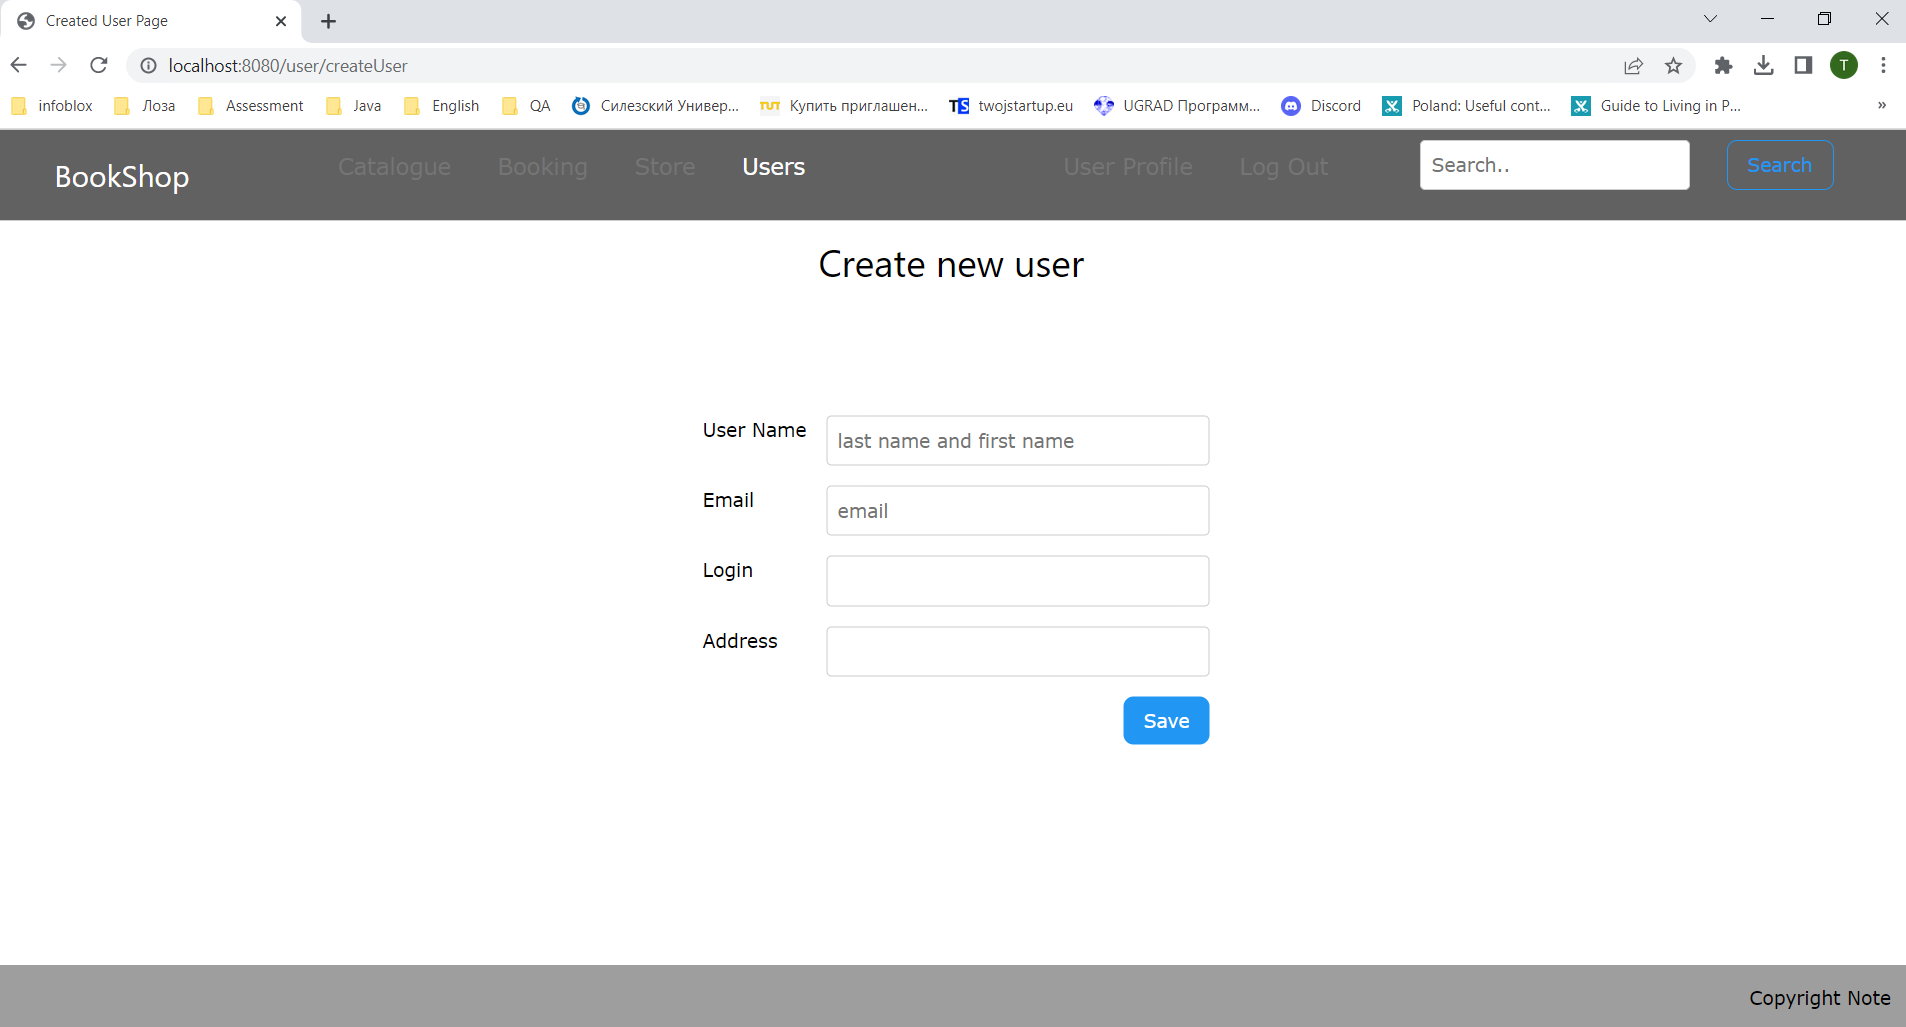 Created User Page
localhost:8080/user/createUser
T
infoblox Лоза Assessment Java English QA Силезский Универ... Купить приглашен... twojstartup.eu UGRAD Программ... Discord Poland: Useful cont... Guide to Living in P... »
BookShop Catalogue Booking Store Users User Profile Log Out Search.. Search
Create new user
User Name last name and first name
Email email
Login
Address
Save
Copyright Note